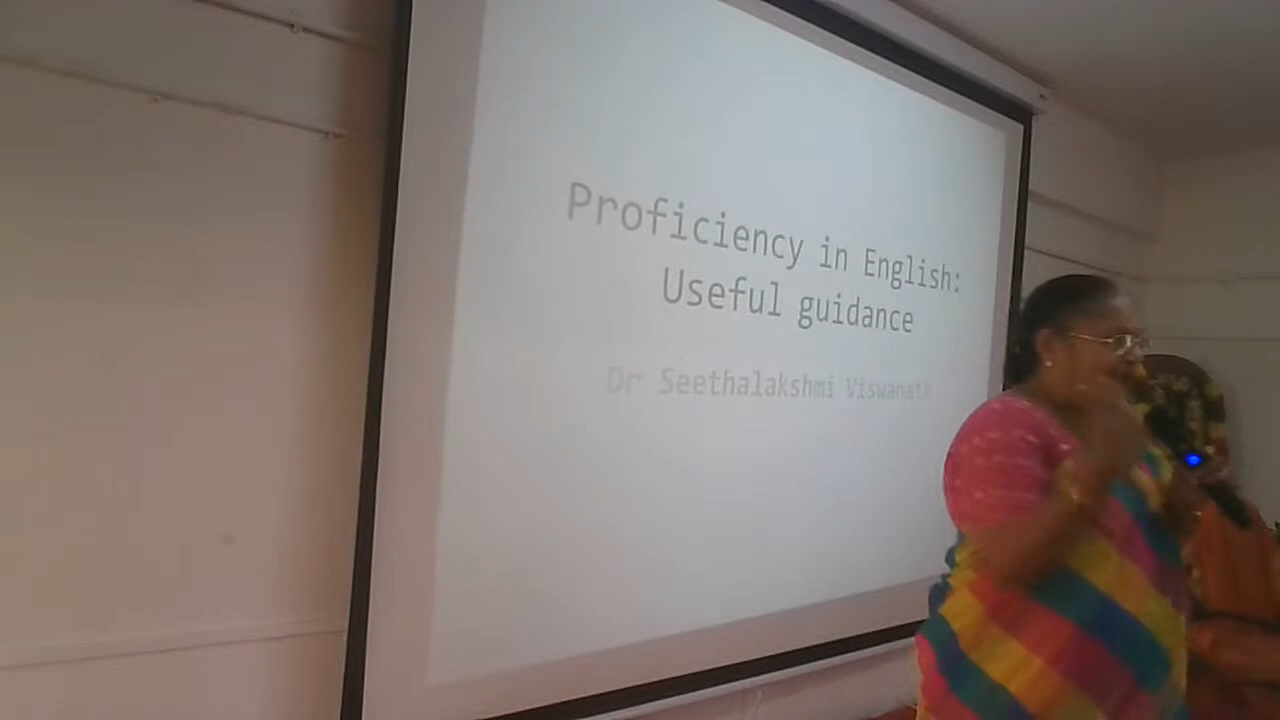 Proficiency in English:
Useful guidance
Dr Seethalakshmi Viswanath